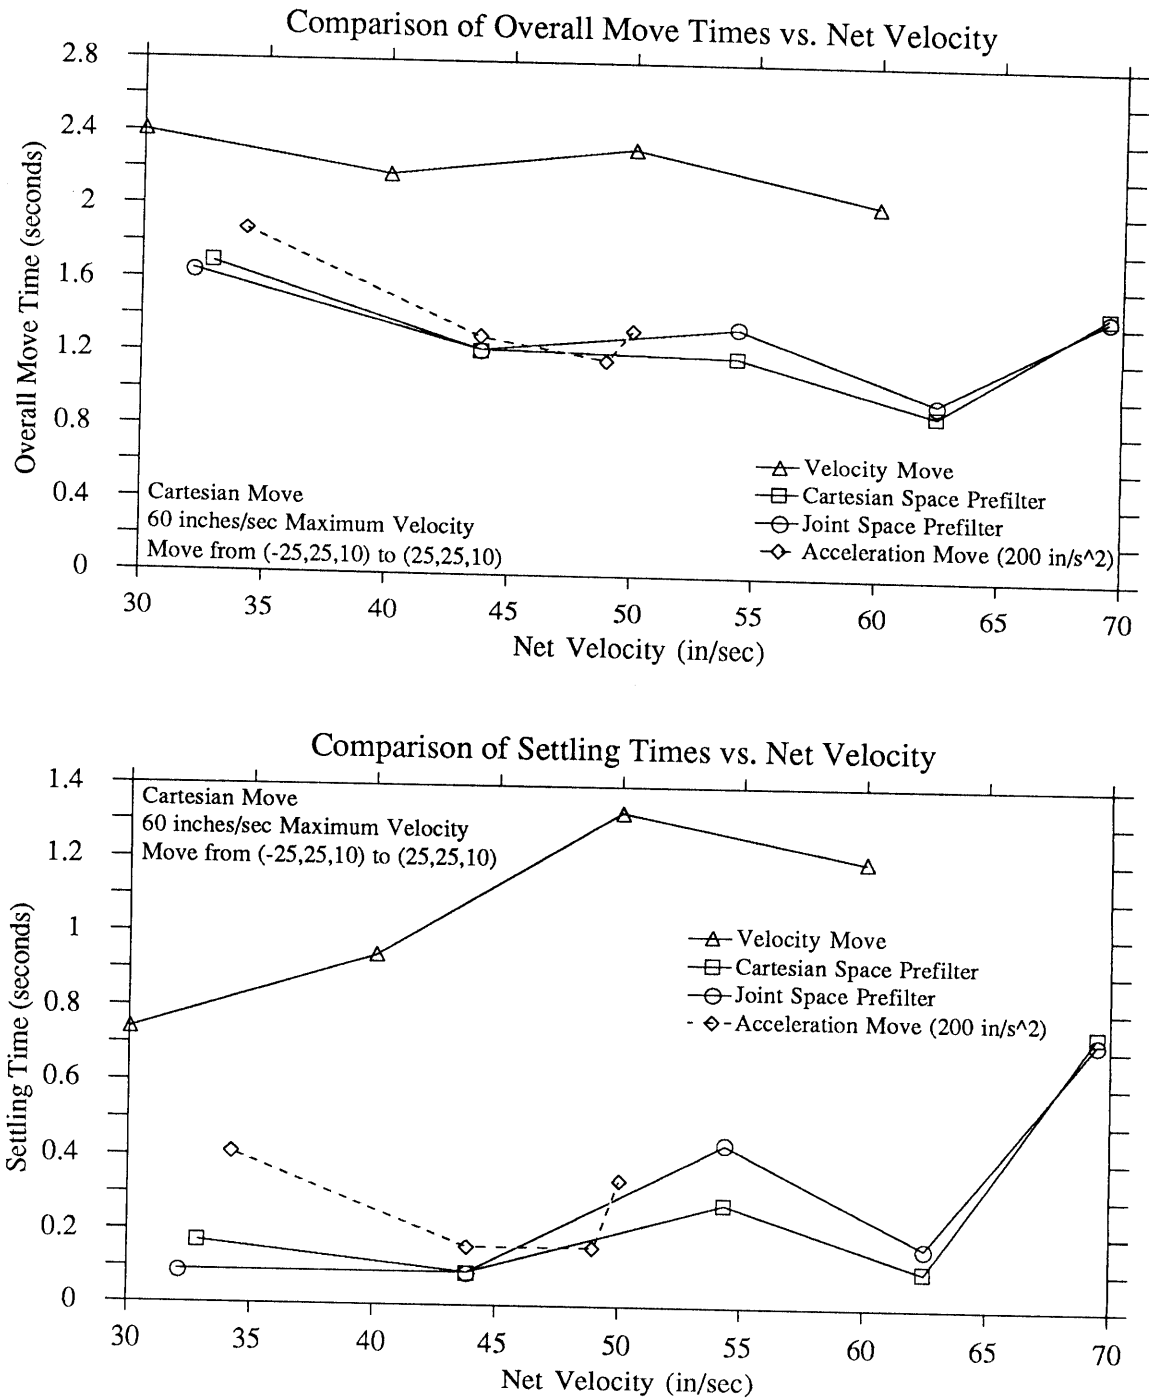 Comparison of Overall Move Times vs. Net Velocity
2.8
2.4
2
1.6
1.2
0.8
0.4
0
Overall Move Time (seconds)
Velocity Move
Cartesian Space Prefilter
Joint Space Prefilter
Acceleration Move (200 in/s^2)
Cartesian Move
60 inches/sec Maximum Velocity
Move from (-25,25,10) to (25,25,10)
30 35 40 45 50 55 60 65 70
Net Velocity (in/sec)
Comparison of Settling Times vs. Net Velocity
1.4
1.2
1
0.8
0.6
0.4
0.2
0
Settling Time (seconds)
Cartesian Move
60 inches/sec Maximum Velocity
Move from (-25,25,10) to (25,25,10)
Velocity Move
Cartesian Space Prefilter
Joint Space Prefilter
Acceleration Move (200 in/s^2)
30 35 40 45 50 55 60 65 70
Net Velocity (in/sec)